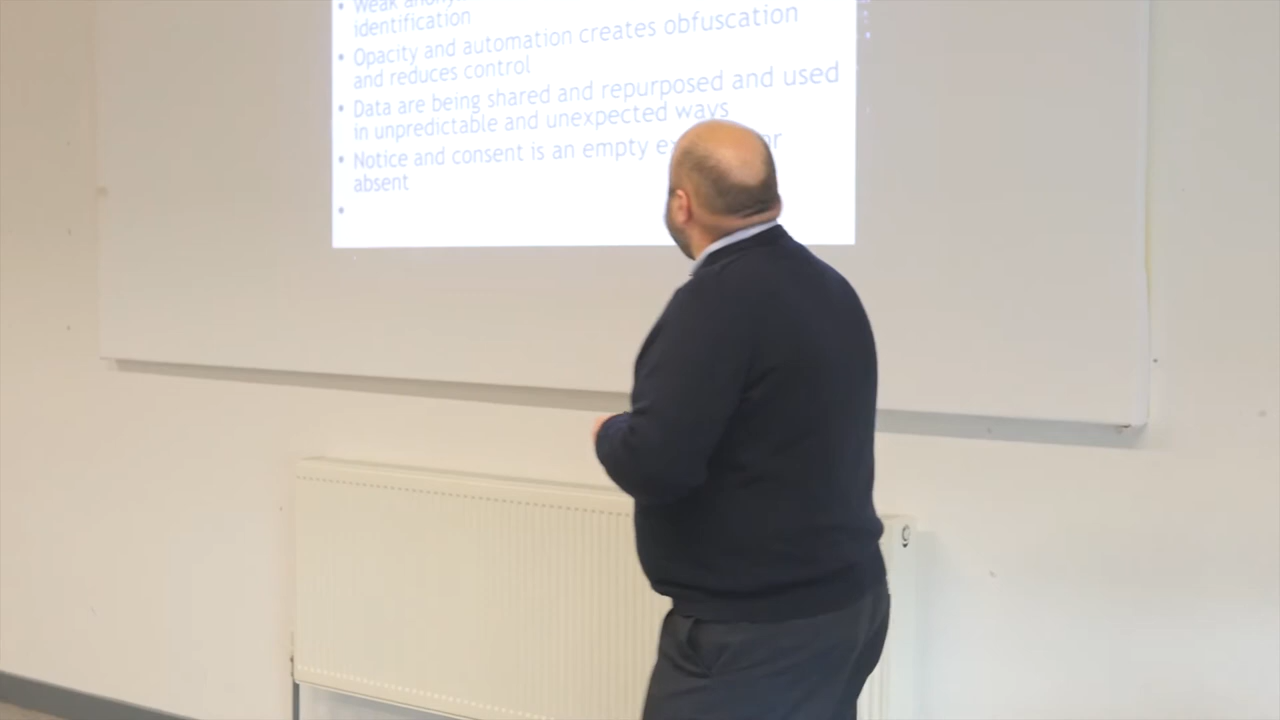 • Weak
identification
• Opacity and automation creates obfuscation
and reduces control
• Data are being shared and repurposed and used
in unpredictable and unexpected ways
• Notice and consent is an empty
absent
•